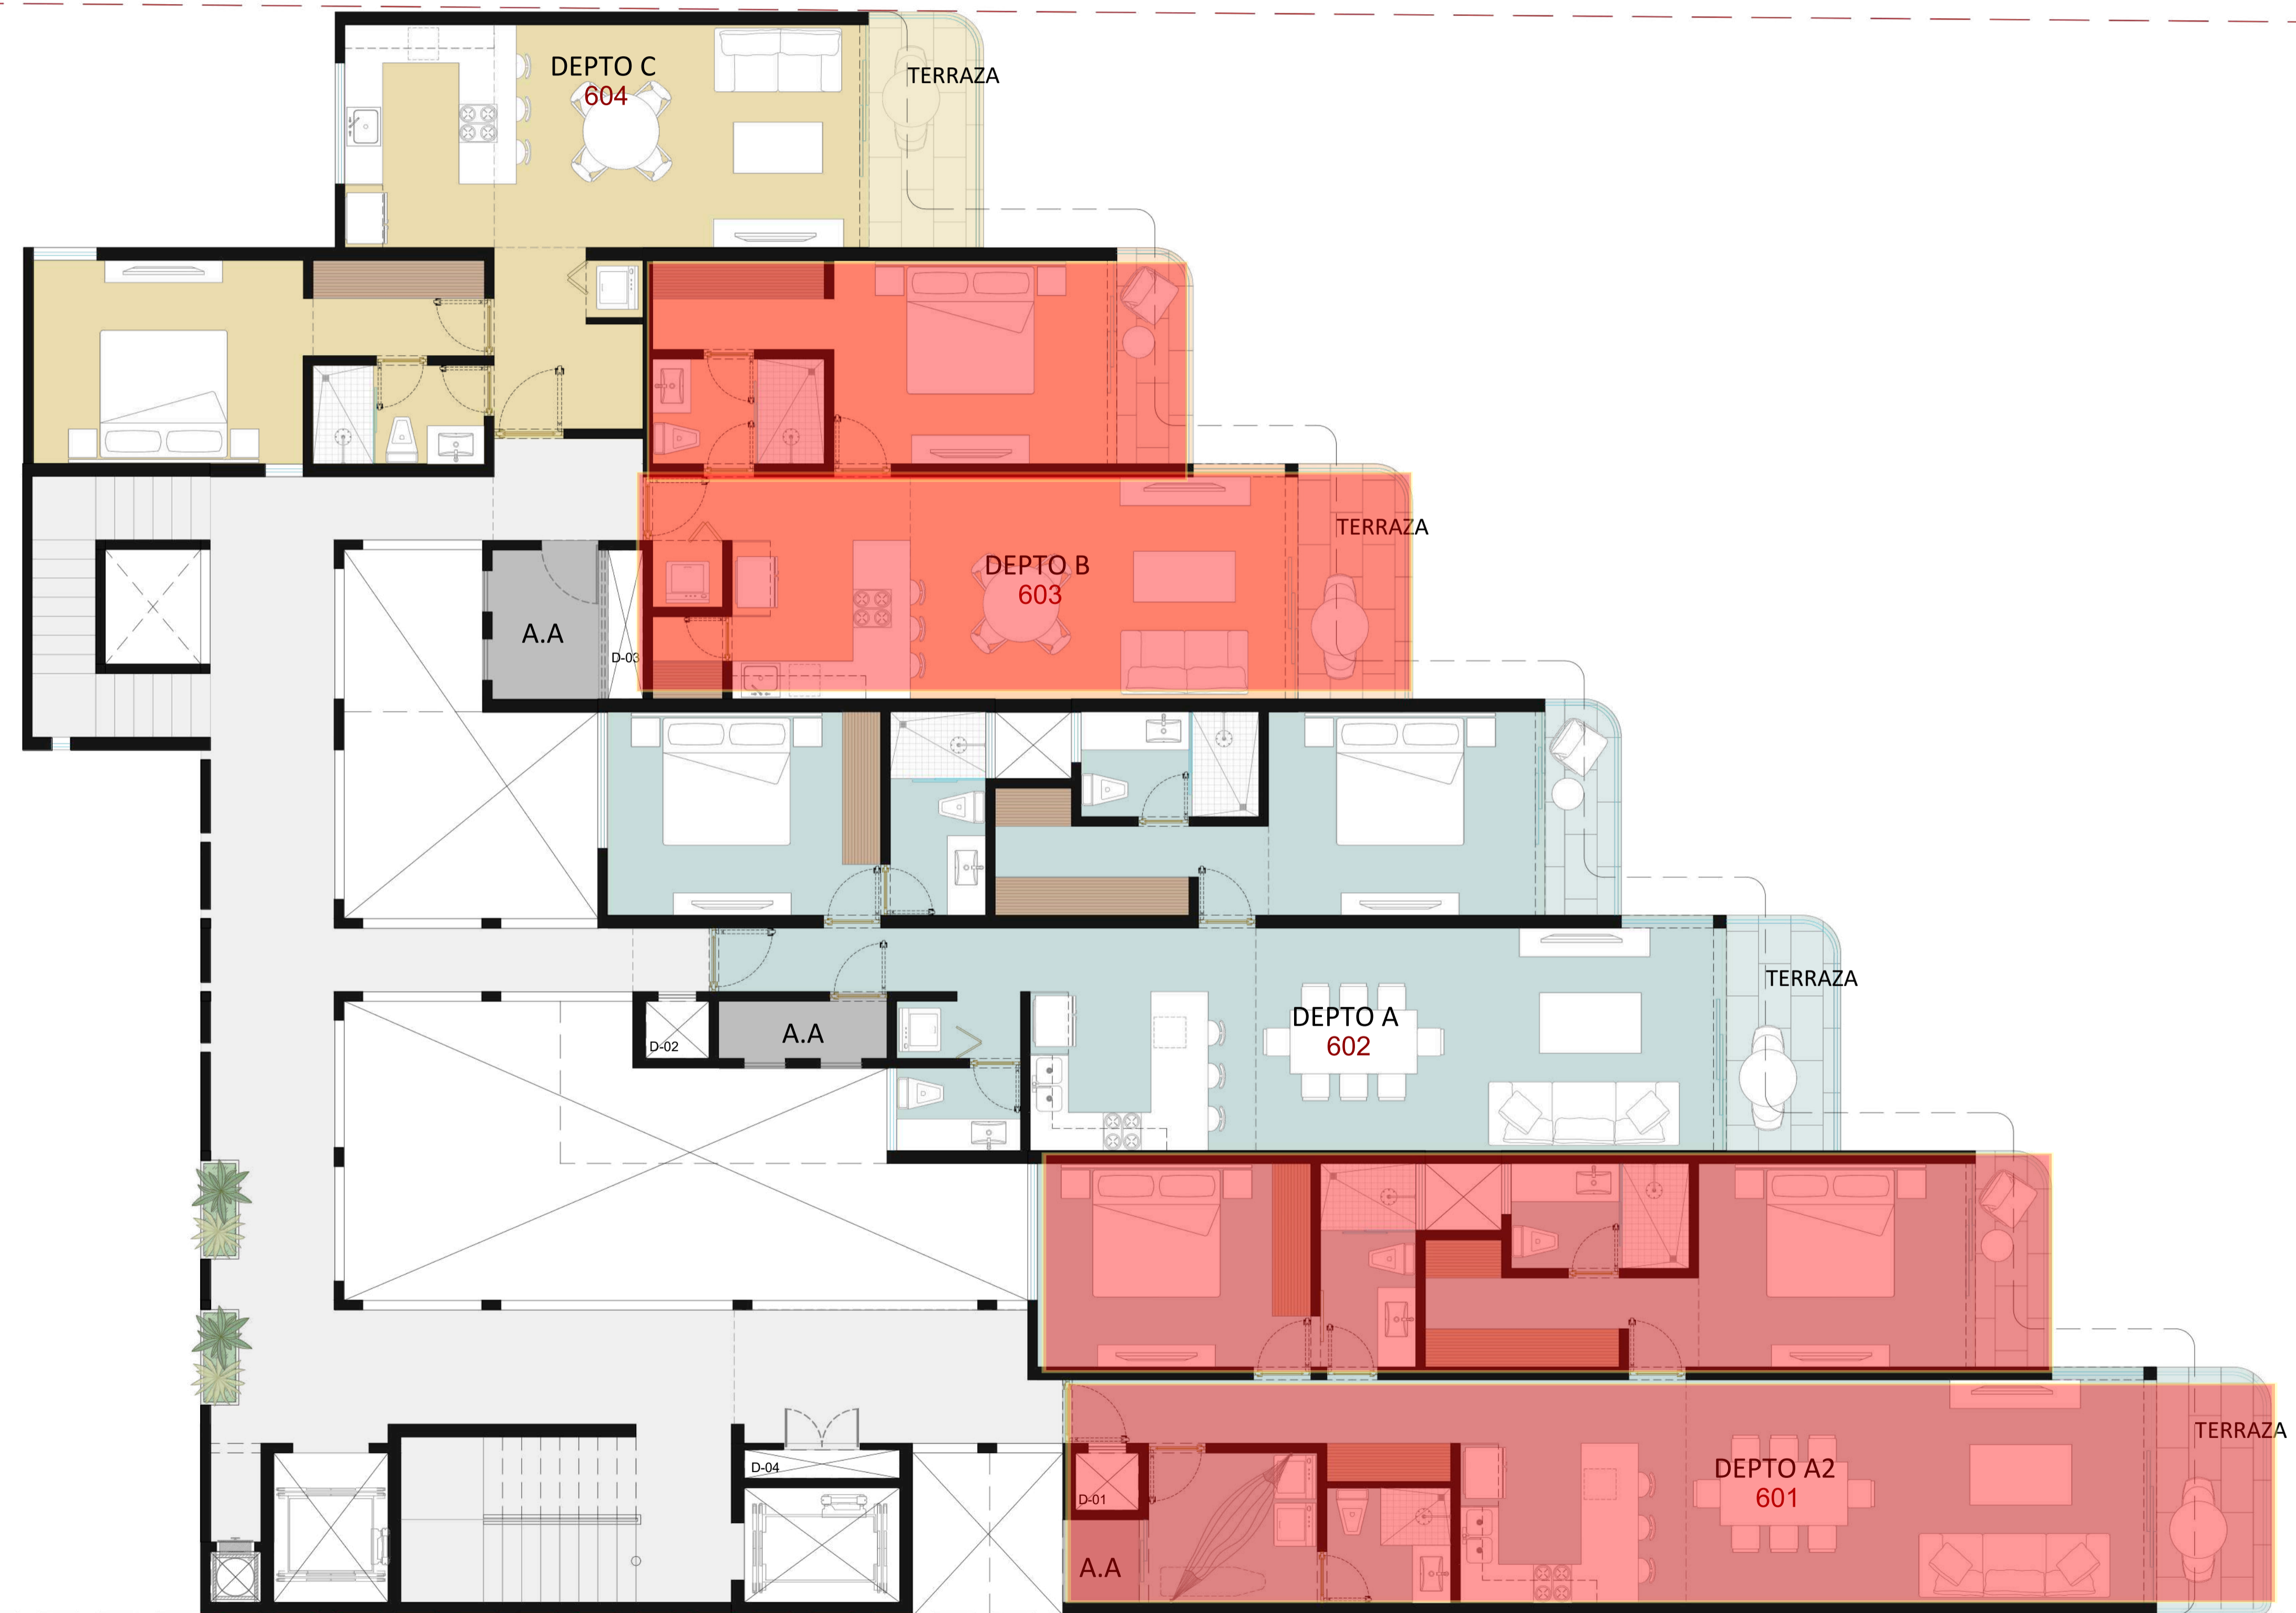 DEPTO C
604
TERRAZA
TERRAZA
DEPTO B
603
A.A
D-03
TERRAZA
DEPTO A
602
A.A
D-02
TERRAZA
DEPTO A2
601
D-04
D-01
A.A